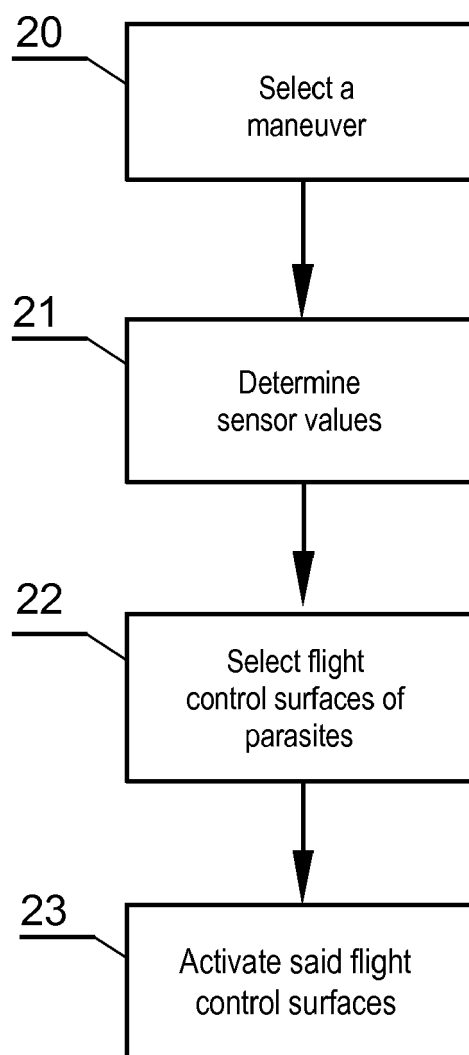 20
Select a
maneuver
21
Determine
sensor values
22
Select flight
control surfaces of
parasites
23
Activate said flight
control surfaces